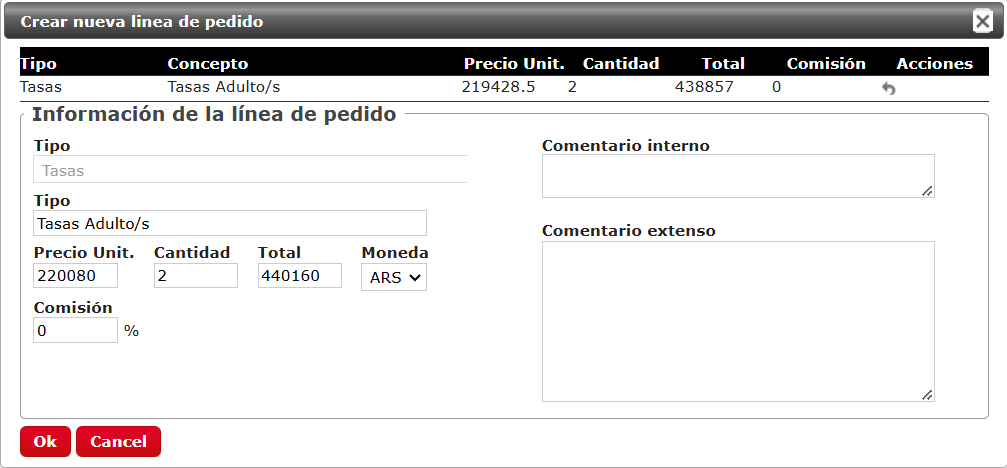 Crear nueva linea de pedido
Tipo Concepto Precio Unit. Cantidad Total Comisión Acciones
Tasas Tasas Adulto/s 219428.5 2 438857 0
Información de la línea de pedido
Tipo
Tasas
Tipo
Tasas Adulto/s
Precio Unit. Cantidad Total Moneda
220080 2 440160 ARS
Comisión
0 %
Comentario interno
Comentario extenso
Ok Cancel